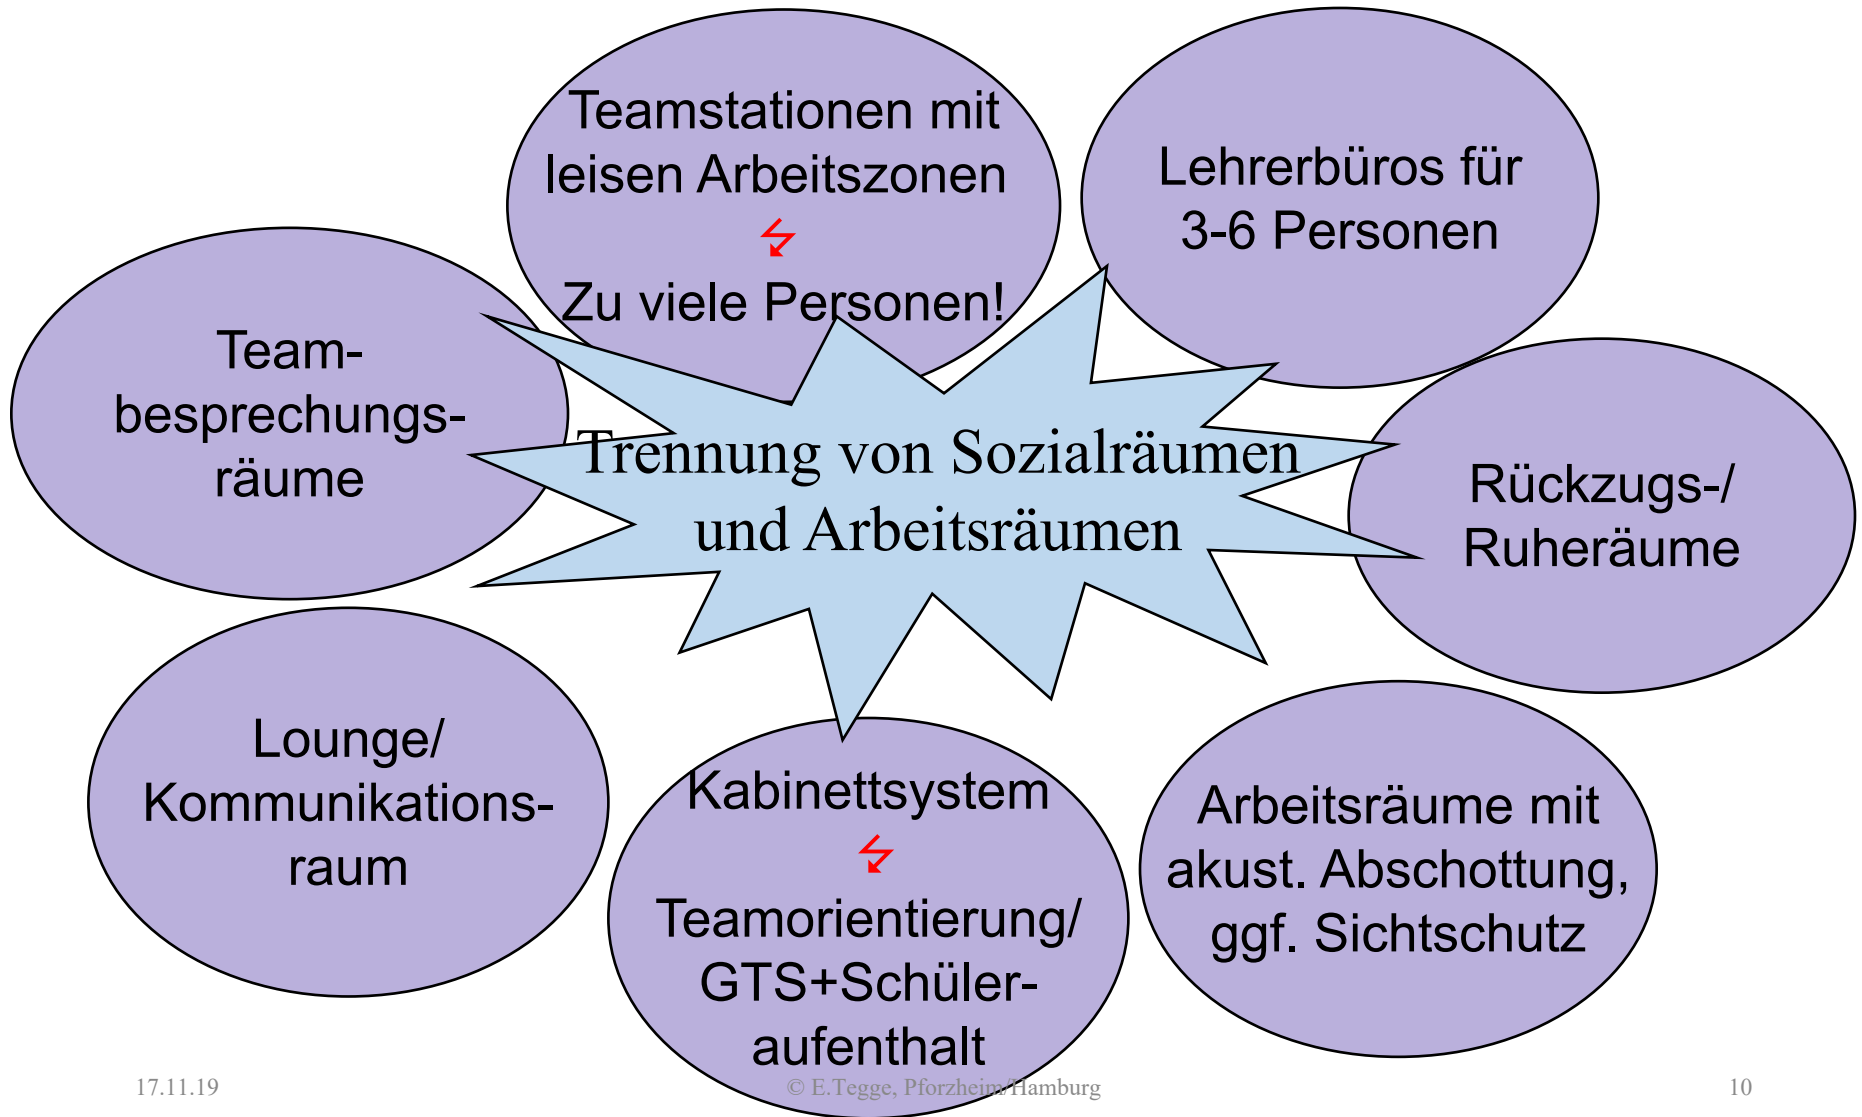 Teamstationen mit
leisen Arbeitszonen
Zu viele Personen!
Lehrerbüros für
3-6 Personen
Team-
besprechungs-
räume
Trennung von Sozialräumen
und Arbeitsräumen
Rückzugs-/
Ruheräume
Lounge/
Kommunikations-
raum
Kabinettsystem
Teamorientierung/
GTS+Schüler-
aufenthalt
Arbeitsräume mit
akust. Abschottung,
ggf. Sichtschutz
17.11.19
© E.Tegge, Pforzheim/Hamburg
10